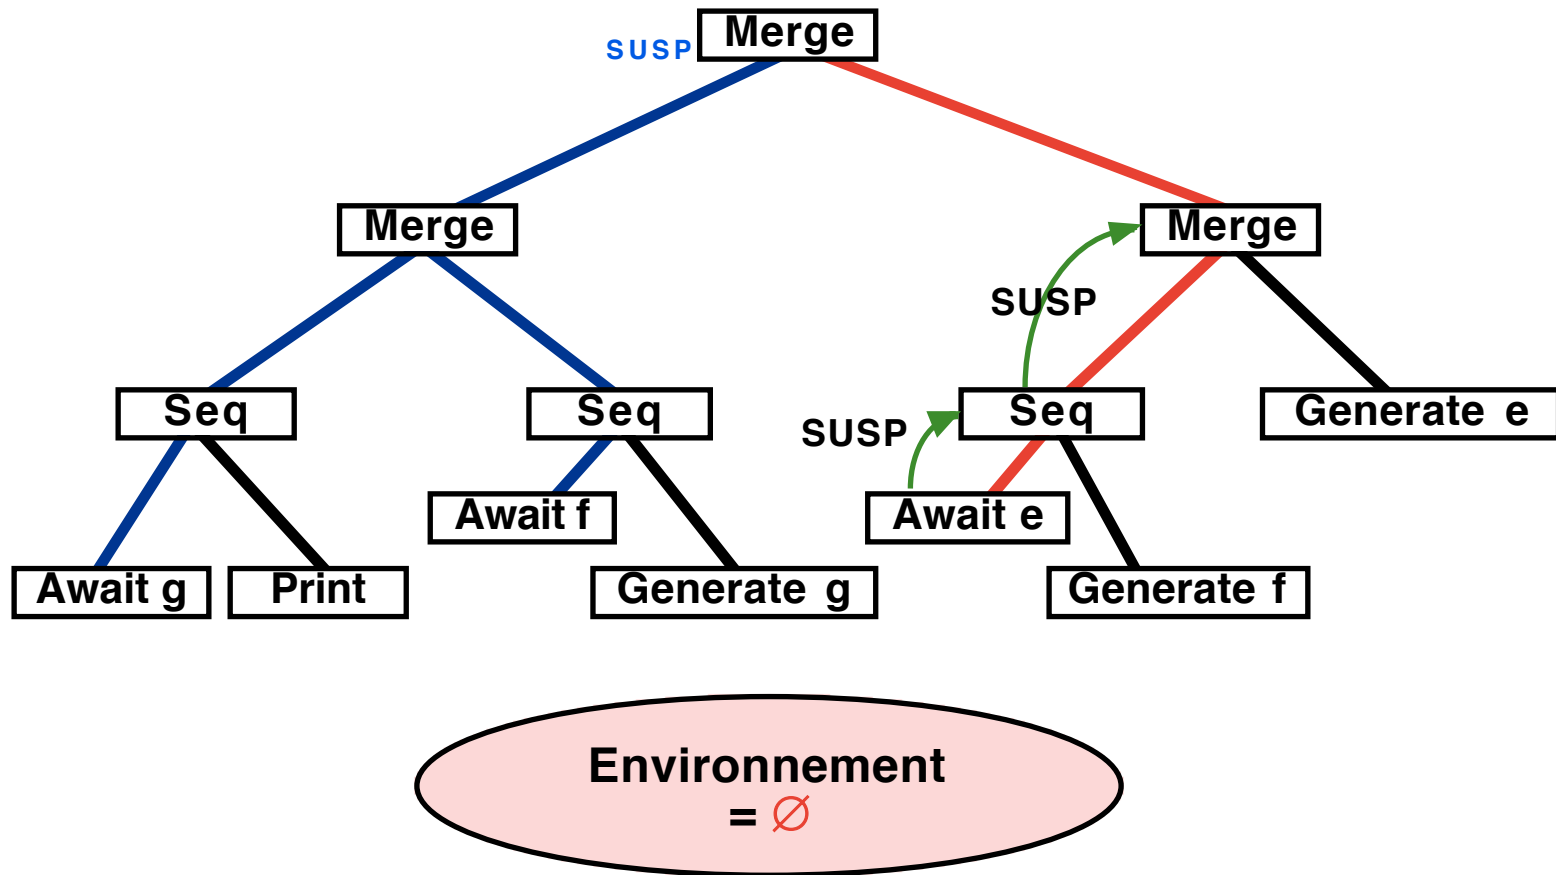 Merge
SUSP
Merge
Merge
SUSP
Seq
Seq
Seq
Generate e
SUSP
Await f
Await e
Await g
Print
Generate g
Generate f
Environnement
= ∅